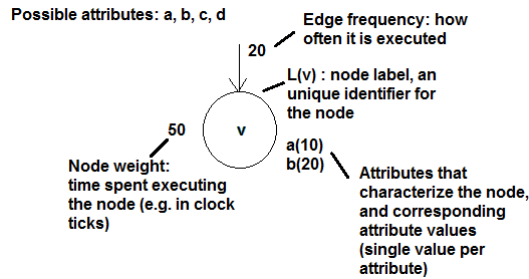 Possible attributes: a, b, c, d
Edge frequency: how
often it is executed
20
L(v) : node label, an
unique identifier for
the node
50
v
a(10)
b(20)
Node weight:
time spent executing
the node (e.g. in clock
ticks)
Attributes that
characterize the node,
and corresponding
attribute values
(single value per
attribute)